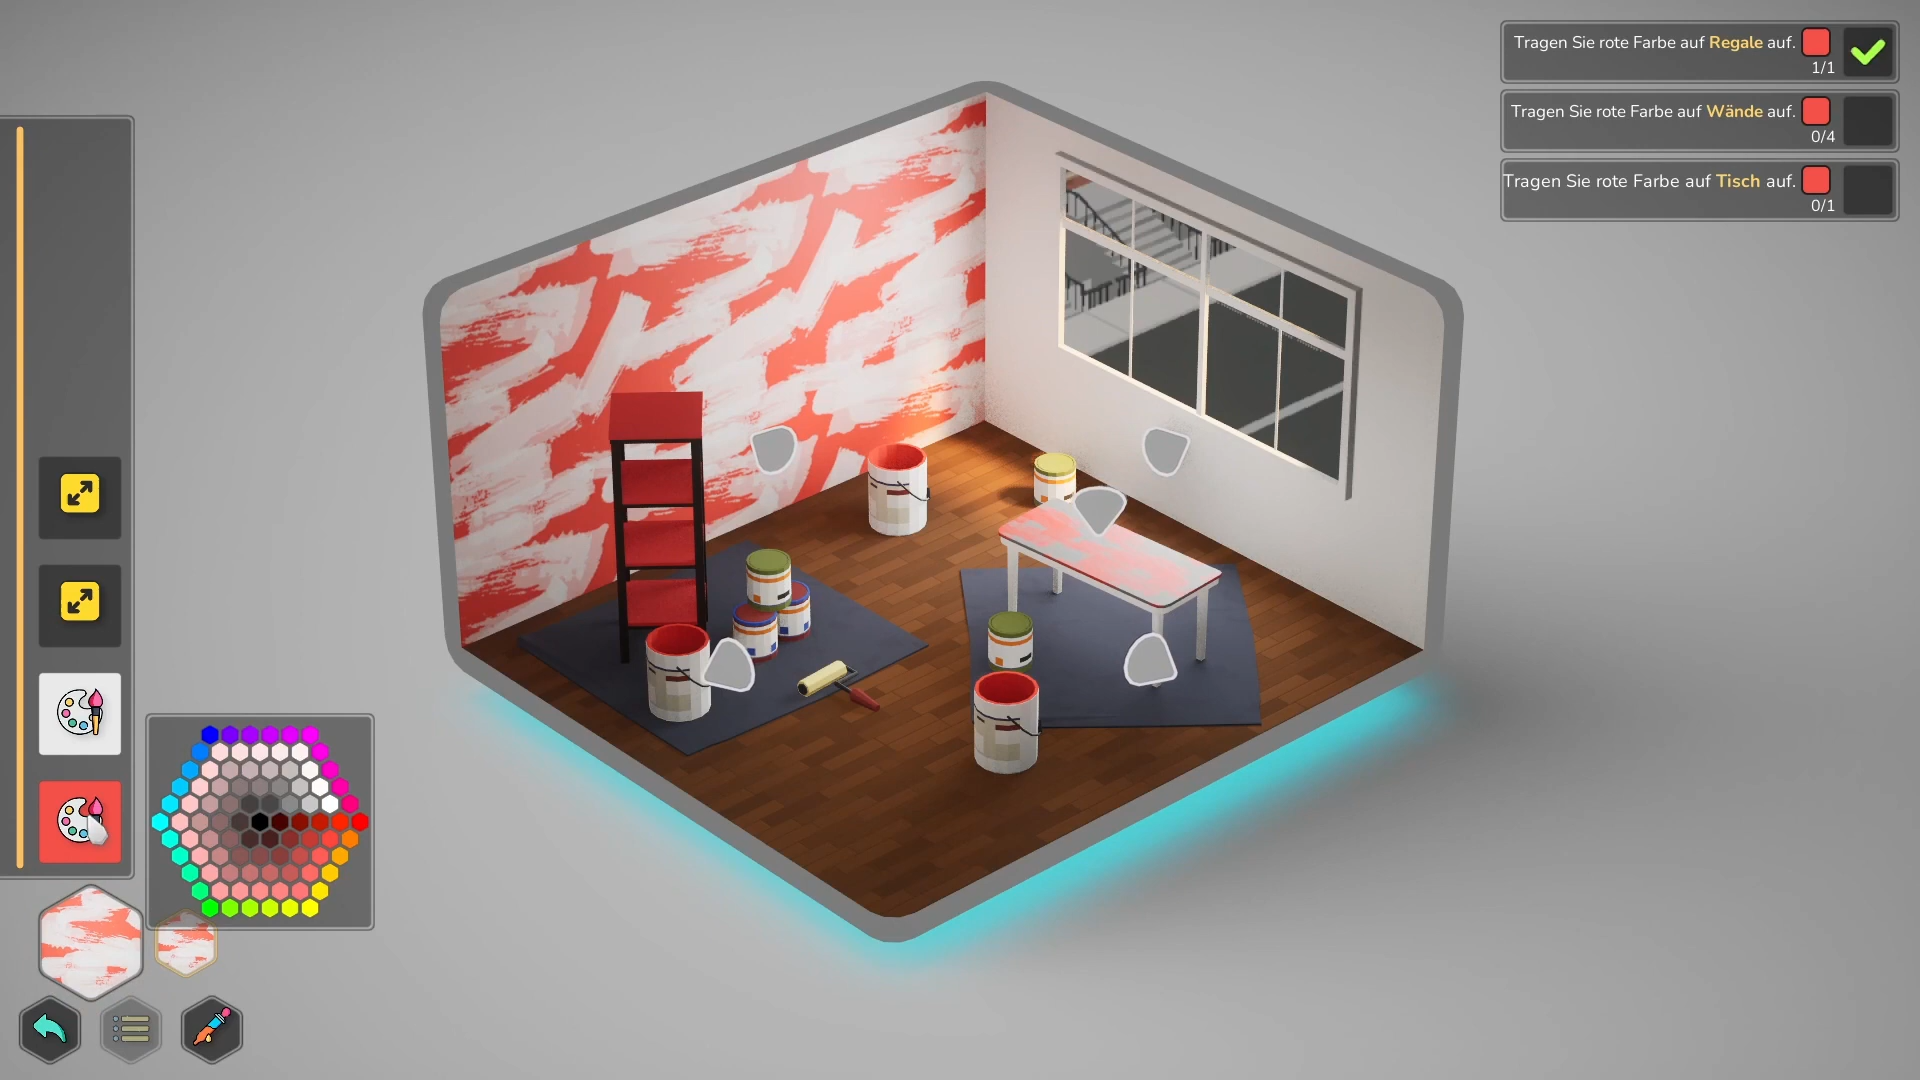 Tragen Sie rote Farbe auf Regale auf.
1/1
Tragen Sie rote Farbe auf Wände auf.
0/4
Tragen Sie rote Farbe auf Tisch auf.
0/1